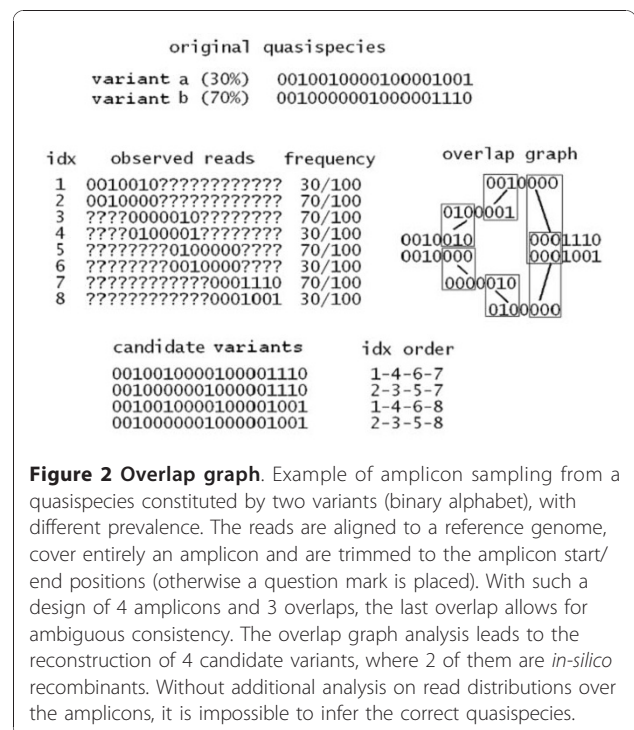 original quasispecies
variant a (30%) 0010010000100001001
variant b (70%) 0010000001000001110
idx observed reads frequency
1 0010010???????????? 30/100
2 0010000???????????? 70/100
3 ????0000010???????? 70/100
4 ????0100001???????? 30/100
5 ????????0100000???? 70/100
6 ????????0010000???? 30/100
7 ????????????0001110 70/100
8 ????????????0001001 30/100
overlap graph
0010000
0100001
0010010 0001110
0010000 0001001
0000010
0100000
candidate variants idx order
0010010000100001110 1-4-6-7
0010000001000001110 2-3-5-7
0010010000100001001 1-4-6-8
0010000001000001001 2-3-5-8
Figure 2 Overlap graph. Example of amplicon sampling from a
quasispecies constituted by two variants (binary alphabet), with
different prevalence. The reads are aligned to a reference genome,
cover entirely an amplicon and are trimmed to the amplicon start/
end positions (otherwise a question mark is placed). With such a
design of 4 amplicons and 3 overlaps, the last overlap allows for
ambiguous consistency. The overlap graph analysis leads to the
reconstruction of 4 candidate variants, where 2 of them are in-silico
recombinants. Without additional analysis on read distributions over
the amplicons, it is impossible to infer the correct quasispecies.